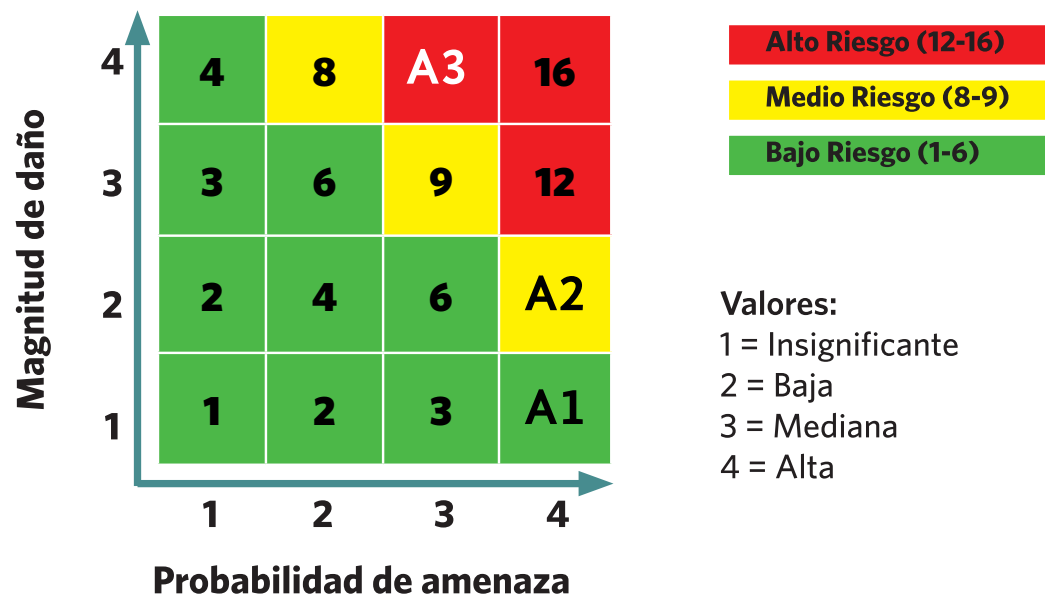 Magnitud de daño
4
4
8
A3
16
3
3
6
9
12
2
2
4
6
A2
1
1
2
3
A1
1
2
3
4
Probabilidad de amenaza
Alto Riesgo (12-16)
Medio Riesgo (8-9)
Bajo Riesgo (1-6)
Valores:
1 = Insignificante
2 = Baja
3 = Mediana
4 = Alta